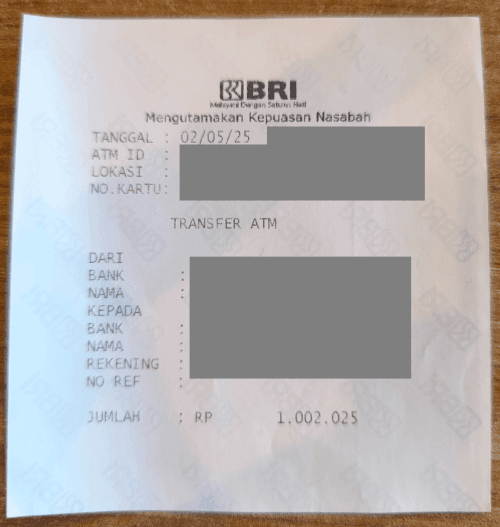 BRI
Melayani Dengan Setulus Hati
Mengutamakan Kepuasan Nasabah
TANGGAL : 02/05/25
ATM ID :
LOKASI :
NO.KARTU:
TRANSFER ATM
DARI
BANK :
NAMA :
KEPADA
BANK :
NAMA :
REKENING :
NO REF :
JUMLAH : RP 1.002.025